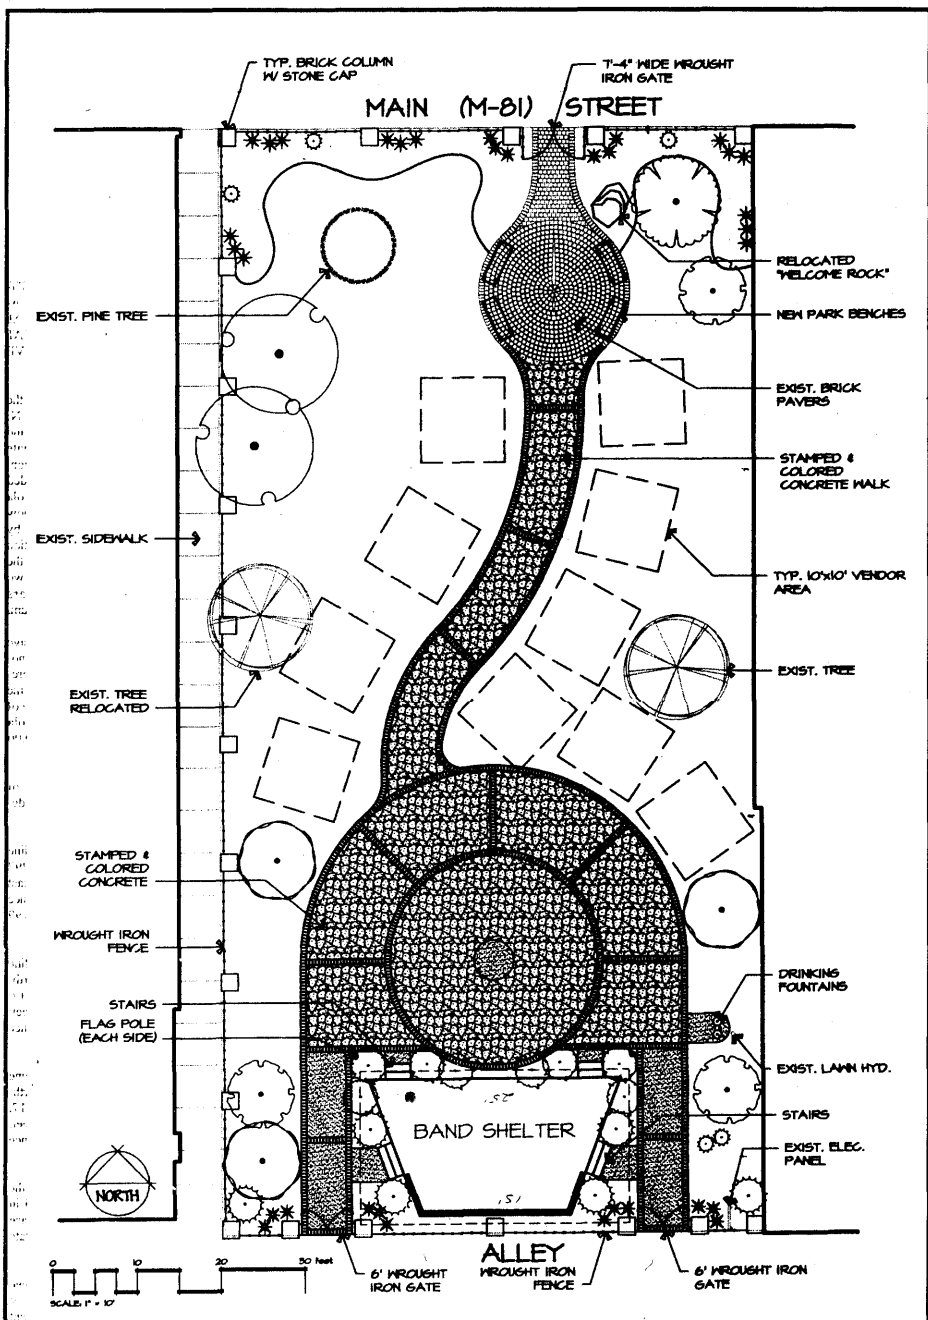 TYP. BRICK COLUMN
W/ STONE CAP
7'-4" WIDE WROUGHT
IRON GATE
MAIN (M-81) STREET
RELOCATED
"WELCOME ROCK"
EXIST. PINE TREE
NEW PARK BENCHES
EXIST. BRICK
PAVERS
STAMPED &
COLORED
CONCRETE WALK
EXIST. SIDEWALK
TYP. 10'x10' VENDOR
AREA
EXIST. TREE
EXIST. TREE
RELOCATED
STAMPED &
COLORED
CONCRETE
WROUGHT IRON
FENCE
DRINKING
FOUNTAINS
STAIRS
FLAG POLE
(EACH SIDE)
EXIST. LAWN HYD.
25'
BAND SHELTER
STAIRS
EXIST. ELEC.
PANEL
NORTH
15'
ALLEY
6' WROUGHT
IRON GATE
WROUGHT IRON
FENCE
6' WROUGHT IRON
GATE
0 10 20 30 feet
SCALE: 1" = 10'